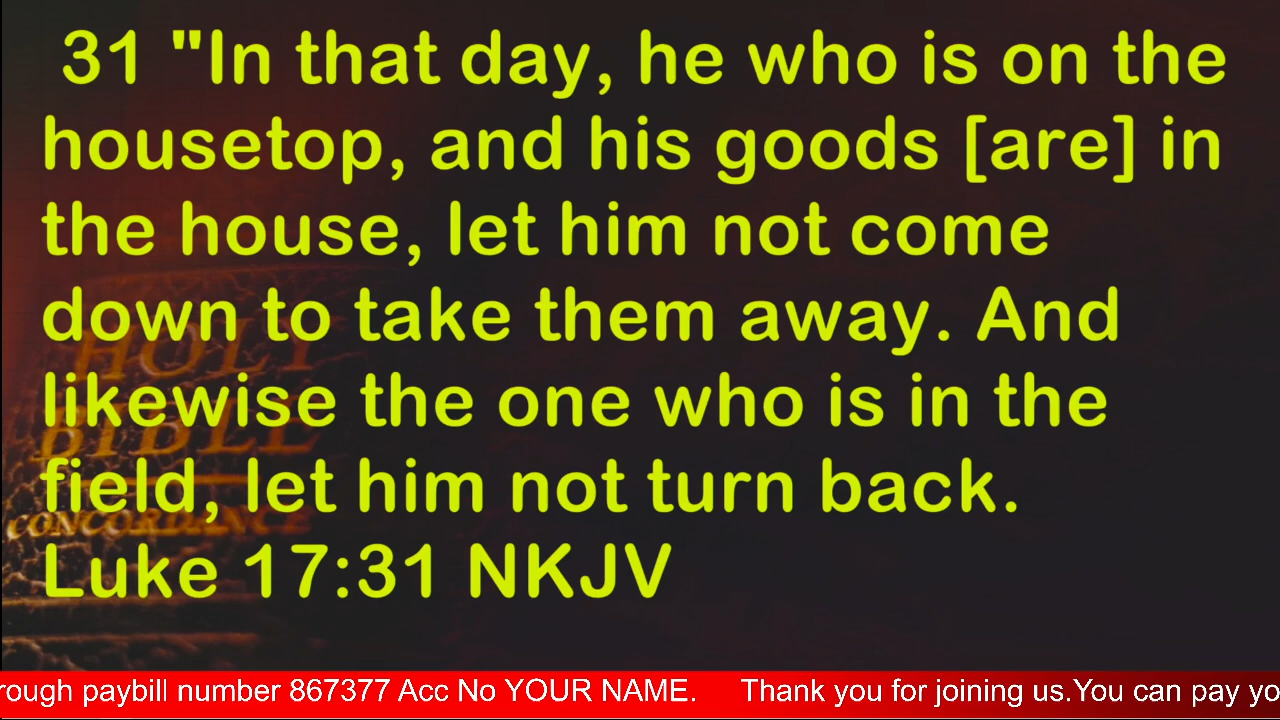 31 "In that day, he who is on the
housetop, and his goods [are] in
the house, let him not come
down to take them away. And
likewise the one who is in the
field, let him not turn back.
Luke 17:31 NKJV
HOLY
BIBLE
CONCORDANCE
rough paybill number 867377 Acc No YOUR NAME. Thank you for joining us.You can pay yo